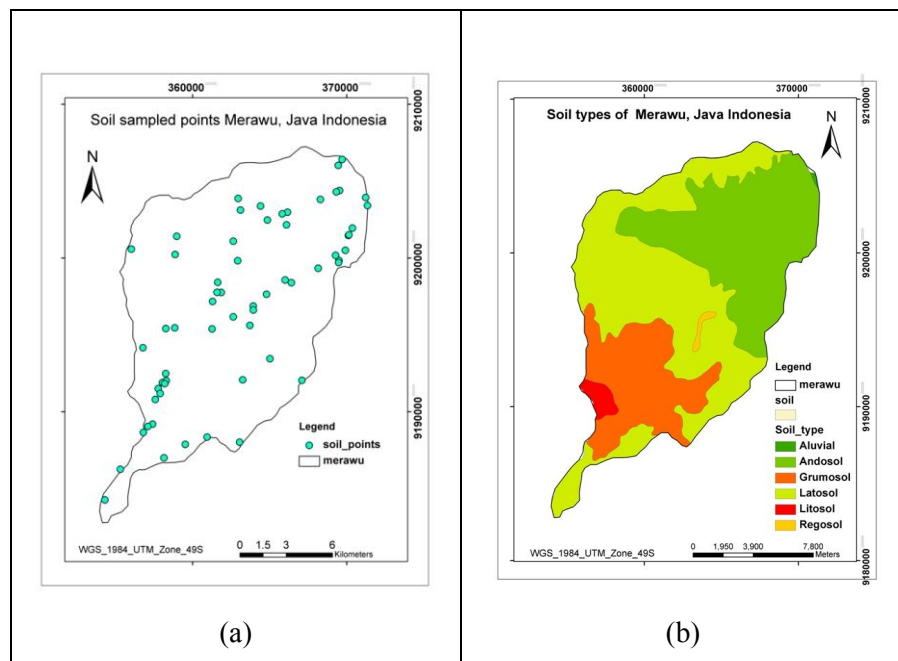 360000 370000
9210000
Soil sampled points Merawu, Java Indonesia
N
9200000
9190000
Legend
soil_points
merawu
WGS_1984_UTM_Zone_49S
0 1.5 3 6
Kilometers
(a)
360000 370000
9210000
Soil types of Merawu, Java Indonesia
N
9200000
9190000
Legend
merawu
soil
Soil_type
Aluvial
Andosol
Grumosol
Latosol
Litosol
Regosol
WGS_1984_UTM_Zone_49S
0 1,950 3,900 7,800
Meters
9180000
(b)